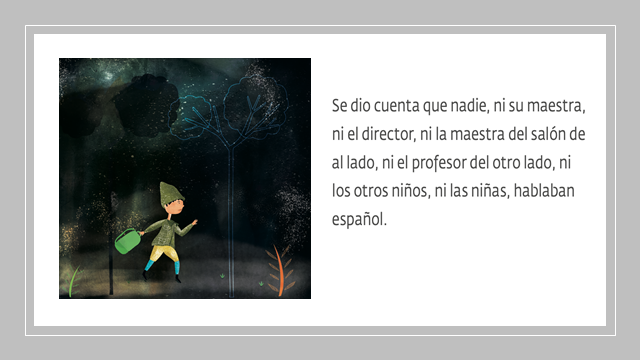 Se dio cuenta que nadie, ni su maestra,
ni el director, ni la maestra del salón de
al lado, ni el profesor del otro lado, ni
los otros niños, ni las niñas, hablaban
español.